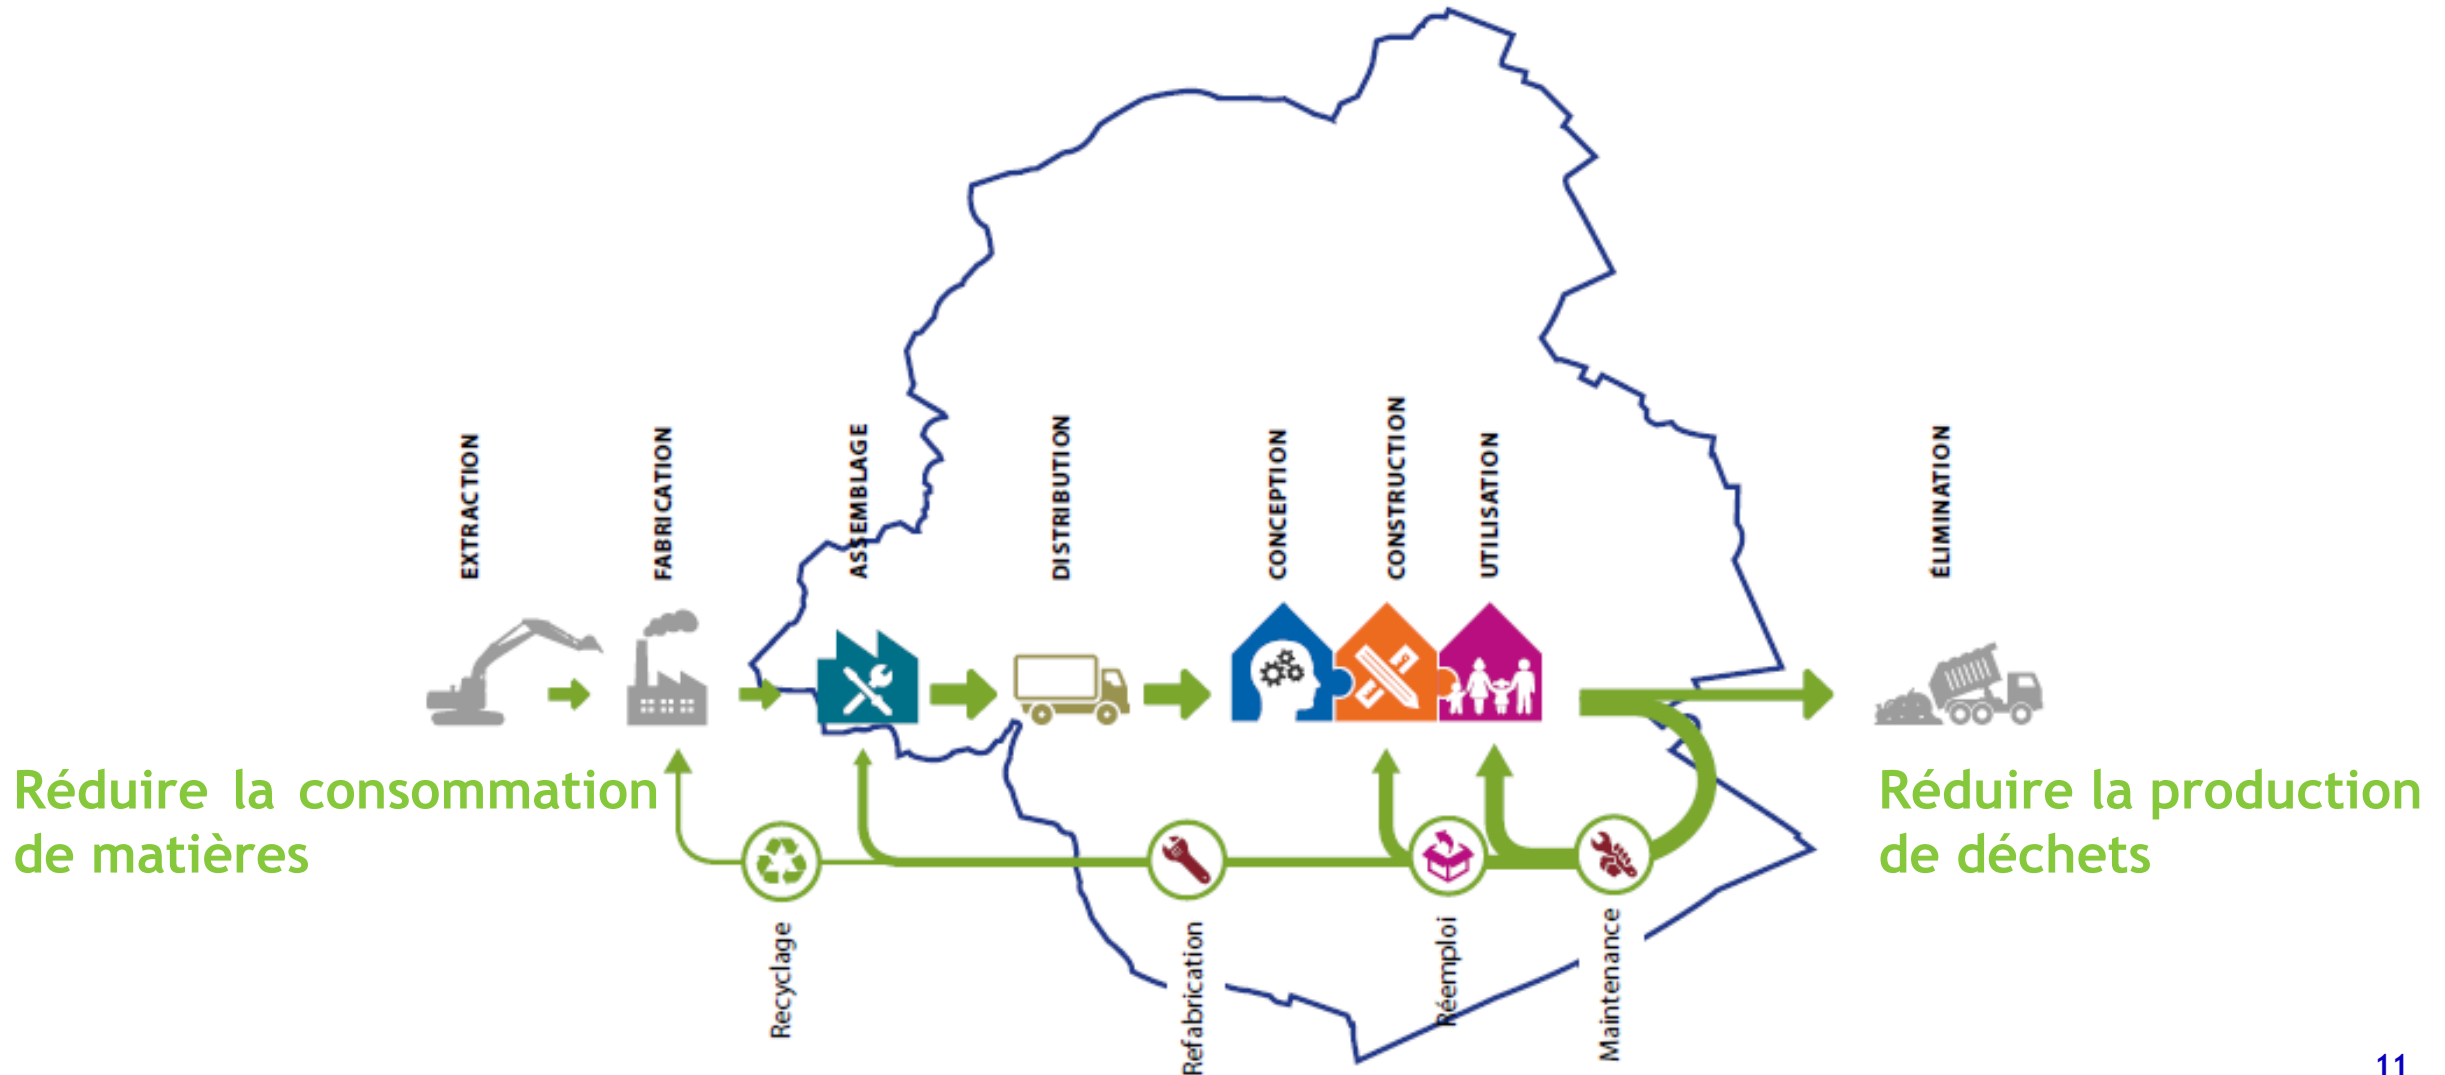 EXTRACTION
FABRICATION
ASSEMBLAGE
DISTRIBUTION
CONCEPTION
CONSTRUCTION
UTILISATION
ÉLIMINATION
Réduire la consommation
de matières
Réduire la production
de déchets
Recyclage
Refabrication
Réemploi
Maintenance
11